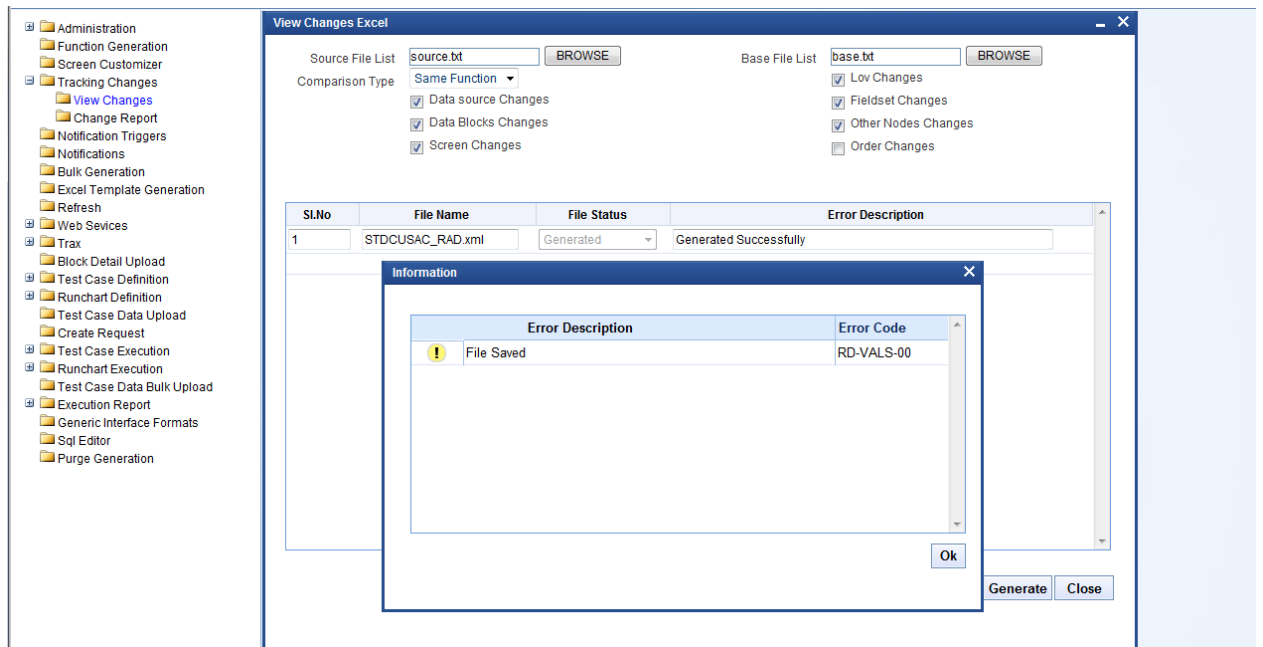 Administration
Function Generation
Screen Customizer
Tracking Changes
View Changes
Change Report
Notification Triggers
Notifications
Bulk Generation
Excel Template Generation
Refresh
Web Sevices
Trax
Block Detail Upload
Test Case Definition
Runchart Definition
Test Case Data Upload
Create Request
Test Case Execution
Runchart Execution
Test Case Data Bulk Upload
Execution Report
Generic Interface Formats
Sql Editor
Purge Generation
View Changes Excel
Source File List source.txt BROWSE Base File List base.txt BROWSE
Comparison Type Same Function Lov Changes
Data source Changes Fieldset Changes
Data Blocks Changes Other Nodes Changes
Screen Changes Order Changes
Sl.No File Name File Status Error Description
1 STDCUSAC_RAD.xml Generated Generated Successfully
Information
Error Description Error Code
File Saved RD-VALS-00
Ok
Generate Close